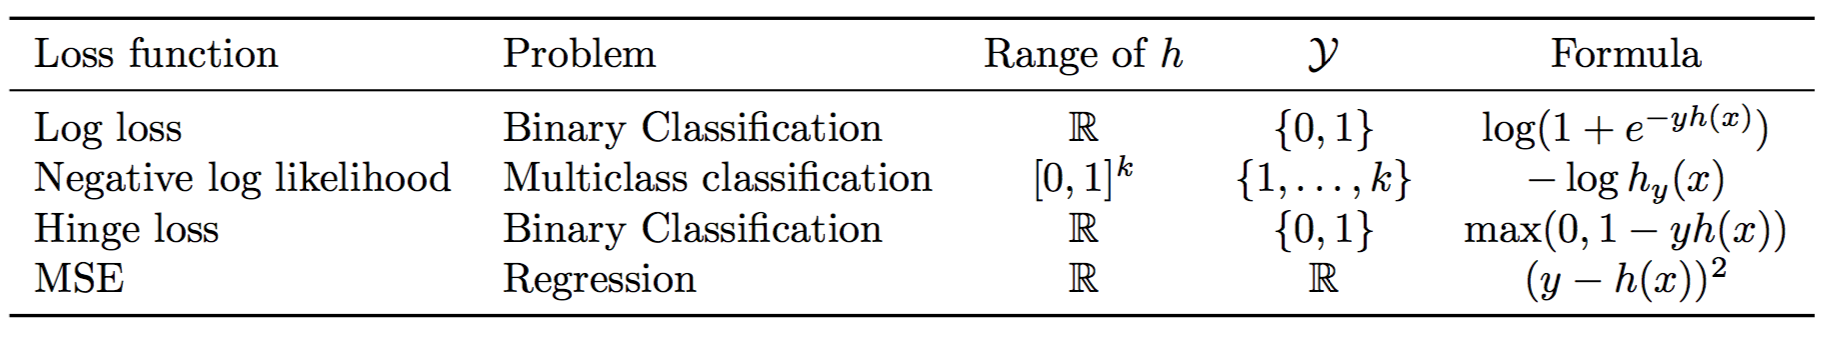 Loss function Problem Range of h 𝒴 Formula
Log loss Binary Classification ℝ {0, 1} log(1 + e^{−yh(x)})
Negative log likelihood Multiclass classification [0, 1]^k {1, . . . , k} − log h_y(x)
Hinge loss Binary Classification ℝ {0, 1} max(0, 1 − yh(x))
MSE Regression ℝ ℝ (y − h(x))²